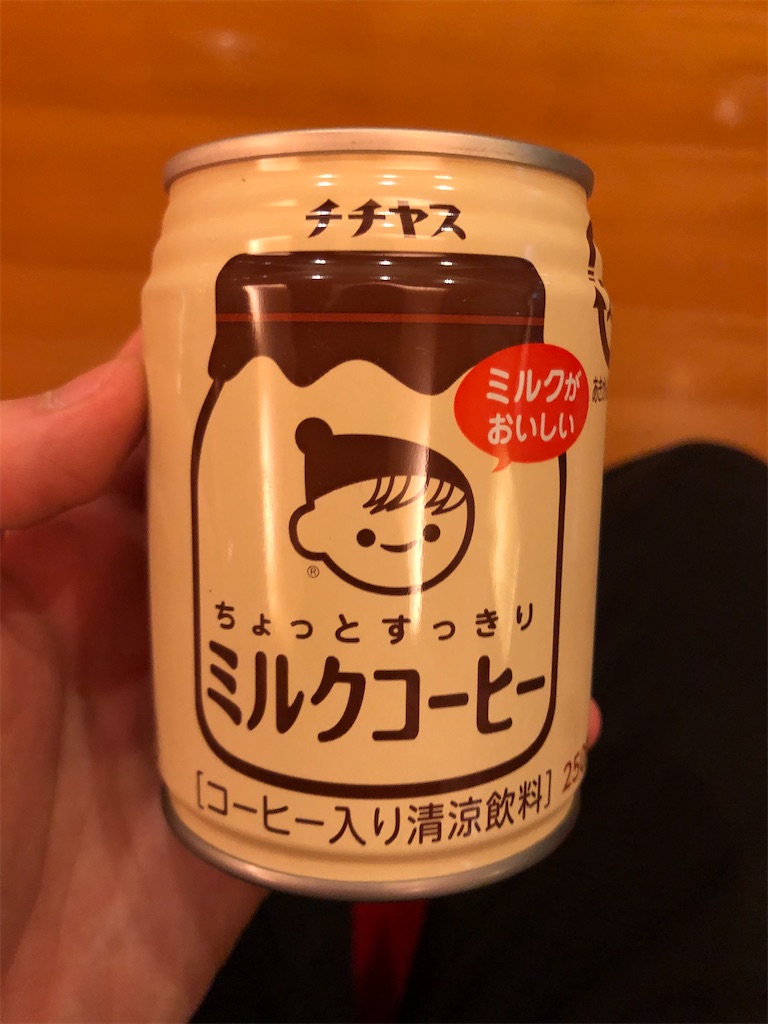 チチヤス
ミルクが
おいしい
®
ちょっとすっきり
ミルクコーヒー
[コーヒー入り清涼飲料]
250